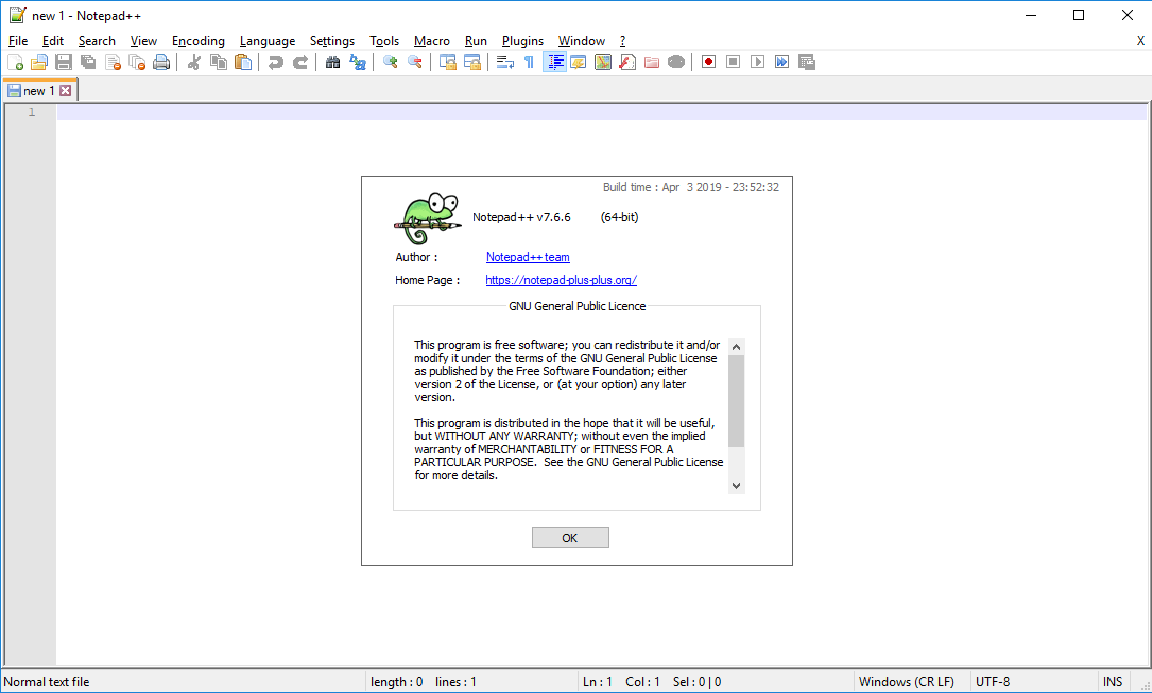 new 1 - Notepad++
File Edit Search View Encoding Language Settings Tools Macro Run Plugins Window ? X
new 1
1
Build time : Apr 3 2019 - 23:52:32
Notepad++ v7.6.6 (64-bit)
Author : Notepad++ team
Home Page : https://notepad-plus-plus.org/
GNU General Public Licence
This program is free software; you can redistribute it and/or
modify it under the terms of the GNU General Public License
as published by the Free Software Foundation; either
version 2 of the License, or (at your option) any later
version.
This program is distributed in the hope that it will be useful,
but WITHOUT ANY WARRANTY; without even the implied
warranty of MERCHANTABILITY or FITNESS FOR A
PARTICULAR PURPOSE. See the GNU General Public License
for more details.
OK
Normal text file length : 0 lines : 1 Ln : 1 Col : 1 Sel : 0 | 0 Windows (CR LF) UTF-8 INS